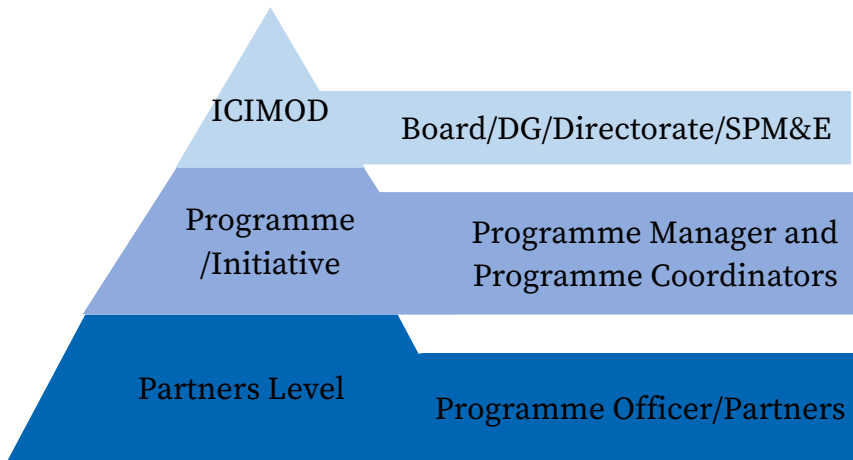 ICIMOD
Board/DG/Directorate/SPM&E
Programme
/Initiative
Programme Manager and
Programme Coordinators
Partners Level
Programme Officer/Partners